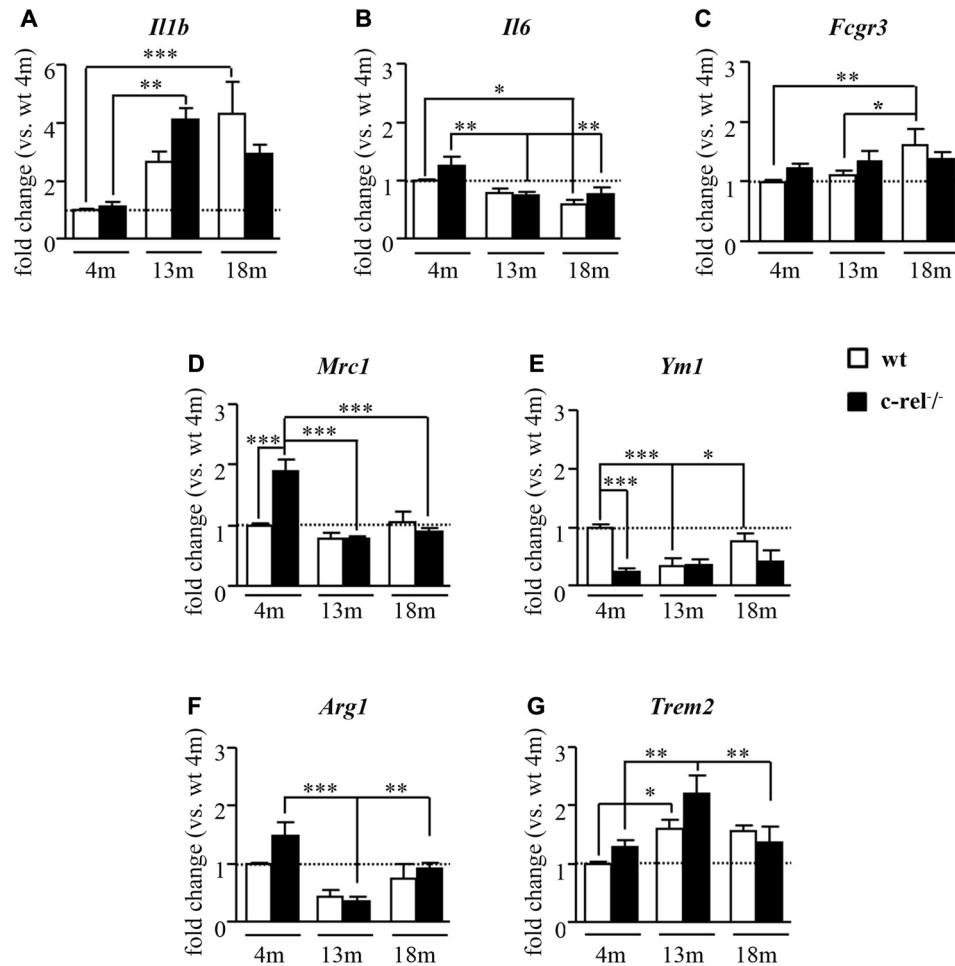 A Il1b
fold change (vs. wt 4m)
6
4
2
0
***
**
4m 13m 18m
B Il6
fold change (vs. wt 4m)
3
2
1
0
*
** **
4m 13m 18m
C Fcgr3
fold change (vs. wt 4m)
3
2
1
0
**
*
4m 13m 18m
D Mrc1
fold change (vs. wt 4m)
3
2
1
0
***
*** ***
4m 13m 18m
E Ym1
fold change (vs. wt 4m)
3
2
1
0
*** *
***
4m 13m 18m
wt
c-rel-/-
F Arg1
fold change (vs. wt 4m)
3
2
1
0
*** **
4m 13m 18m
G Trem2
fold change (vs. wt 4m)
3
2
1
0
** **
*
4m 13m 18m